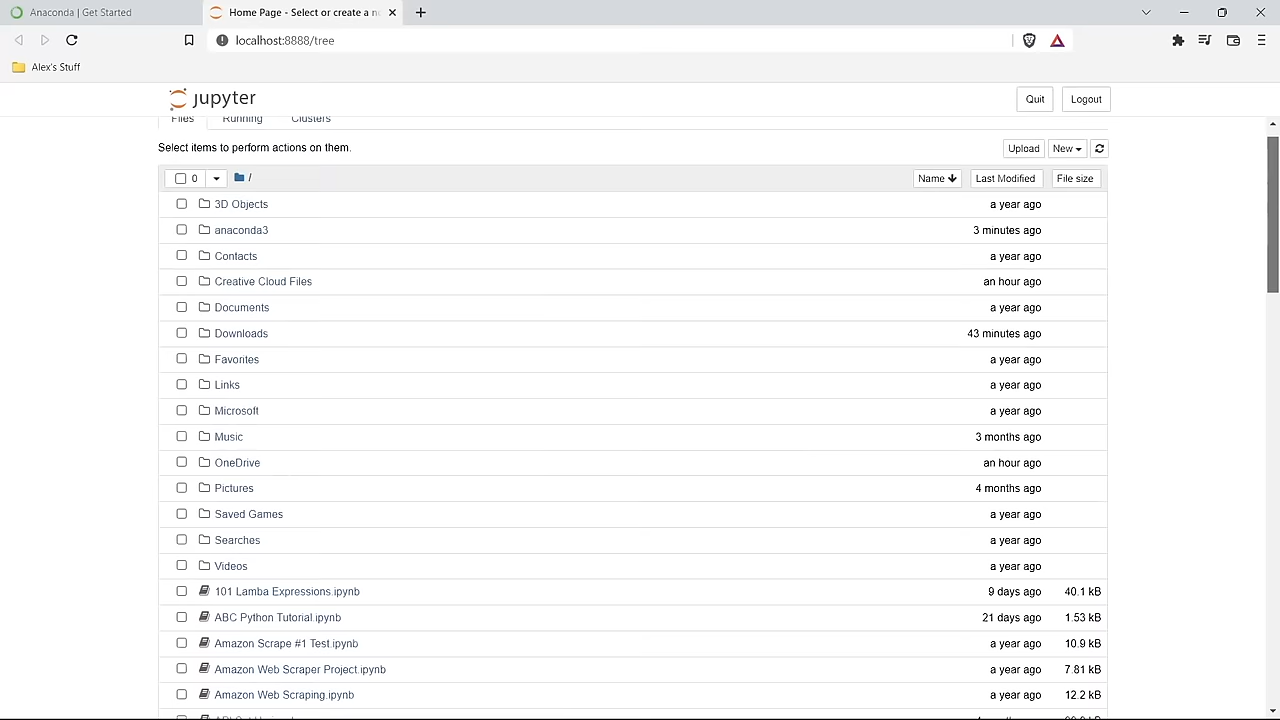 Anaconda | Get Started
Home Page - Select or create a n
localhost:8888/tree
Alex's Stuff
jupyter
Quit
Logout
Files
Running
Clusters
Select items to perform actions on them.
Upload
New
0
/
Name
Last Modified
File size
3D Objects a year ago
anaconda3 3 minutes ago
Contacts a year ago
Creative Cloud Files an hour ago
Documents a year ago
Downloads 43 minutes ago
Favorites a year ago
Links a year ago
Microsoft a year ago
Music 3 months ago
OneDrive an hour ago
Pictures 4 months ago
Saved Games a year ago
Searches a year ago
Videos a year ago
101 Lamba Expressions.ipynb 9 days ago 40.1 kB
ABC Python Tutorial.ipynb 21 days ago 1.53 kB
Amazon Scrape #1 Test.ipynb a year ago 10.9 kB
Amazon Web Scraper Project.ipynb a year ago 7.81 kB
Amazon Web Scraping.ipynb a year ago 12.2 kB